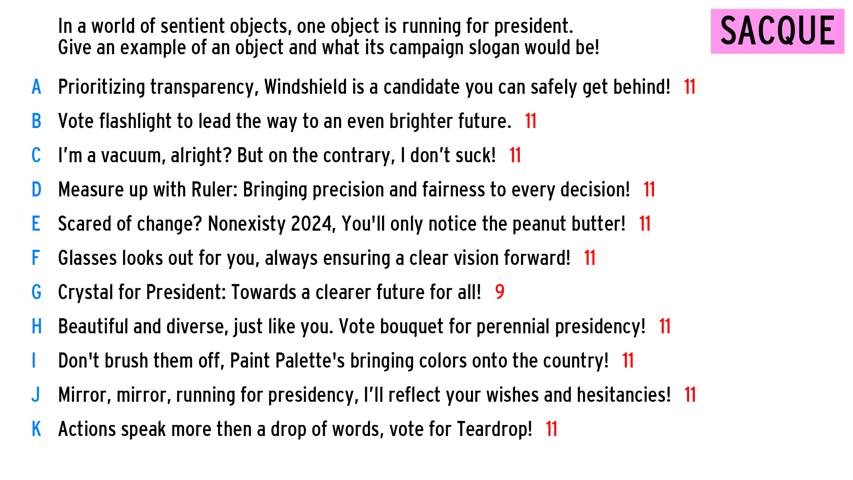 In a world of sentient objects, one object is running for president.
Give an example of an object and what its campaign slogan would be!
SACQUE
A Prioritizing transparency, Windshield is a candidate you can safely get behind! 11
B Vote flashlight to lead the way to an even brighter future. 11
C I’m a vacuum, alright? But on the contrary, I don’t suck! 11
D Measure up with Ruler: Bringing precision and fairness to every decision! 11
E Scared of change? Nonexisty 2024, You'll only notice the peanut butter! 11
F Glasses looks out for you, always ensuring a clear vision forward! 11
G Crystal for President: Towards a clearer future for all! 9
H Beautiful and diverse, just like you. Vote bouquet for perennial presidency! 11
I Don't brush them off, Paint Palette's bringing colors onto the country! 11
J Mirror, mirror, running for presidency, I’ll reflect your wishes and hesitancies! 11
K Actions speak more then a drop of words, vote for Teardrop! 11